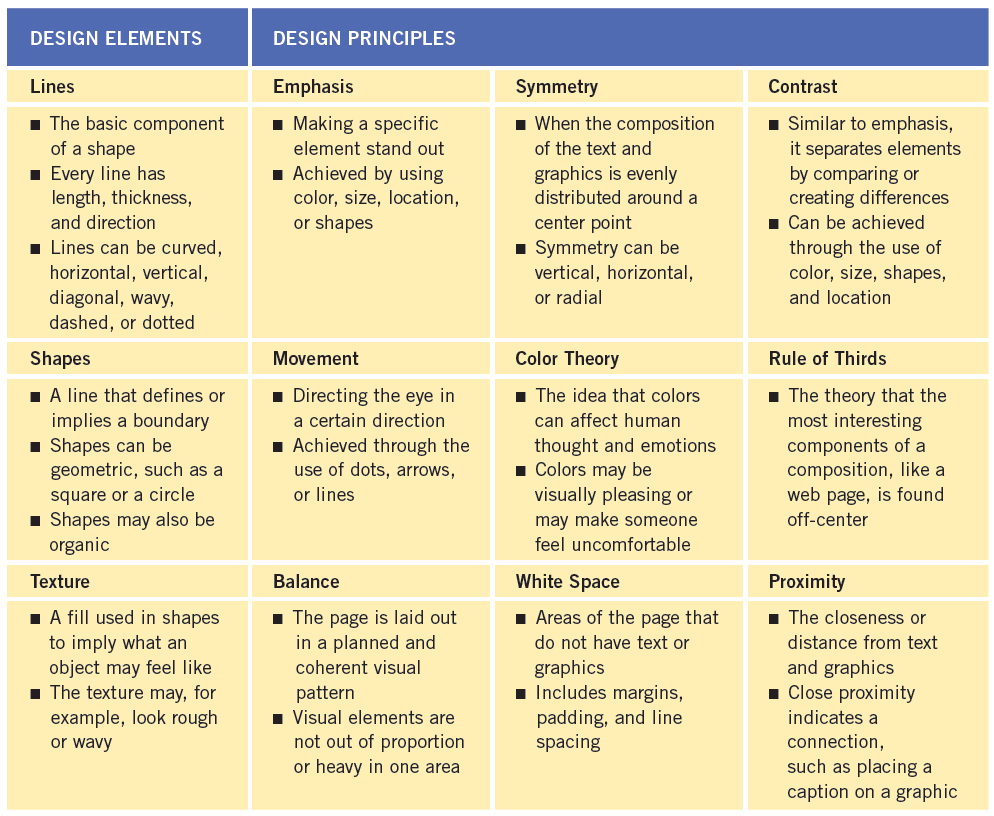 DESIGN ELEMENTS
DESIGN PRINCIPLES
Lines
■ The basic component
of a shape
■ Every line has
length, thickness,
and direction
■ Lines can be curved,
horizontal, vertical,
diagonal, wavy,
dashed, or dotted
Emphasis
■ Making a specific
element stand out
■ Achieved by using
color, size, location,
or shapes
Symmetry
■ When the composition
of the text and
graphics is evenly
distributed around a
center point
■ Symmetry can be
vertical, horizontal,
or radial
Contrast
■ Similar to emphasis,
it separates elements
by comparing or
creating differences
■ Can be achieved
through the use of
color, size, shapes,
and location
Shapes
■ A line that defines or
implies a boundary
■ Shapes can be
geometric, such as a
square or a circle
■ Shapes may also be
organic
Movement
■ Directing the eye in
a certain direction
■ Achieved through the
use of dots, arrows,
or lines
Color Theory
■ The idea that colors
can affect human
thought and emotions
■ Colors may be
visually pleasing or
may make someone
feel uncomfortable
Rule of Thirds
■ The theory that the
most interesting
components of a
composition, like a
web page, is found
off-center
Texture
■ A fill used in shapes
to imply what an
object may feel like
■ The texture may, for
example, look rough
or wavy
Balance
■ The page is laid out
in a planned and
coherent visual
pattern
■ Visual elements are
not out of proportion
or heavy in one area
White Space
■ Areas of the page that
do not have text or
graphics
■ Includes margins,
padding, and line
spacing
Proximity
■ The closeness or
distance from text
and graphics
■ Close proximity
indicates a
connection,
such as placing a
caption on a graphic